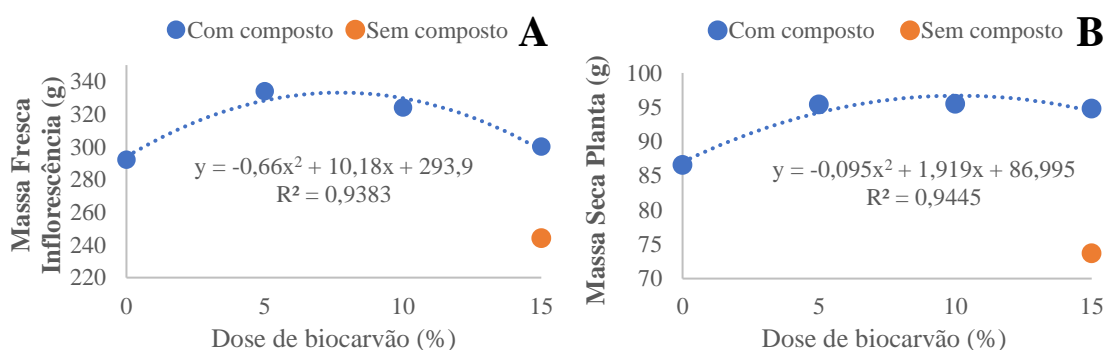 Com composto Sem composto A
Massa Fresca
Inflorescência (g)
340
320
300
280
260
240
220
y = -0,66x² + 10,18x + 293,9
R² = 0,9383
0 5 10 15
Dose de biocarvão (%)
Com composto Sem composto B
Massa Seca Planta (g)
100
95
90
85
80
75
70
y = -0,095x² + 1,919x + 86,995
R² = 0,9445
0 5 10 15
Dose de biocarvão (%)